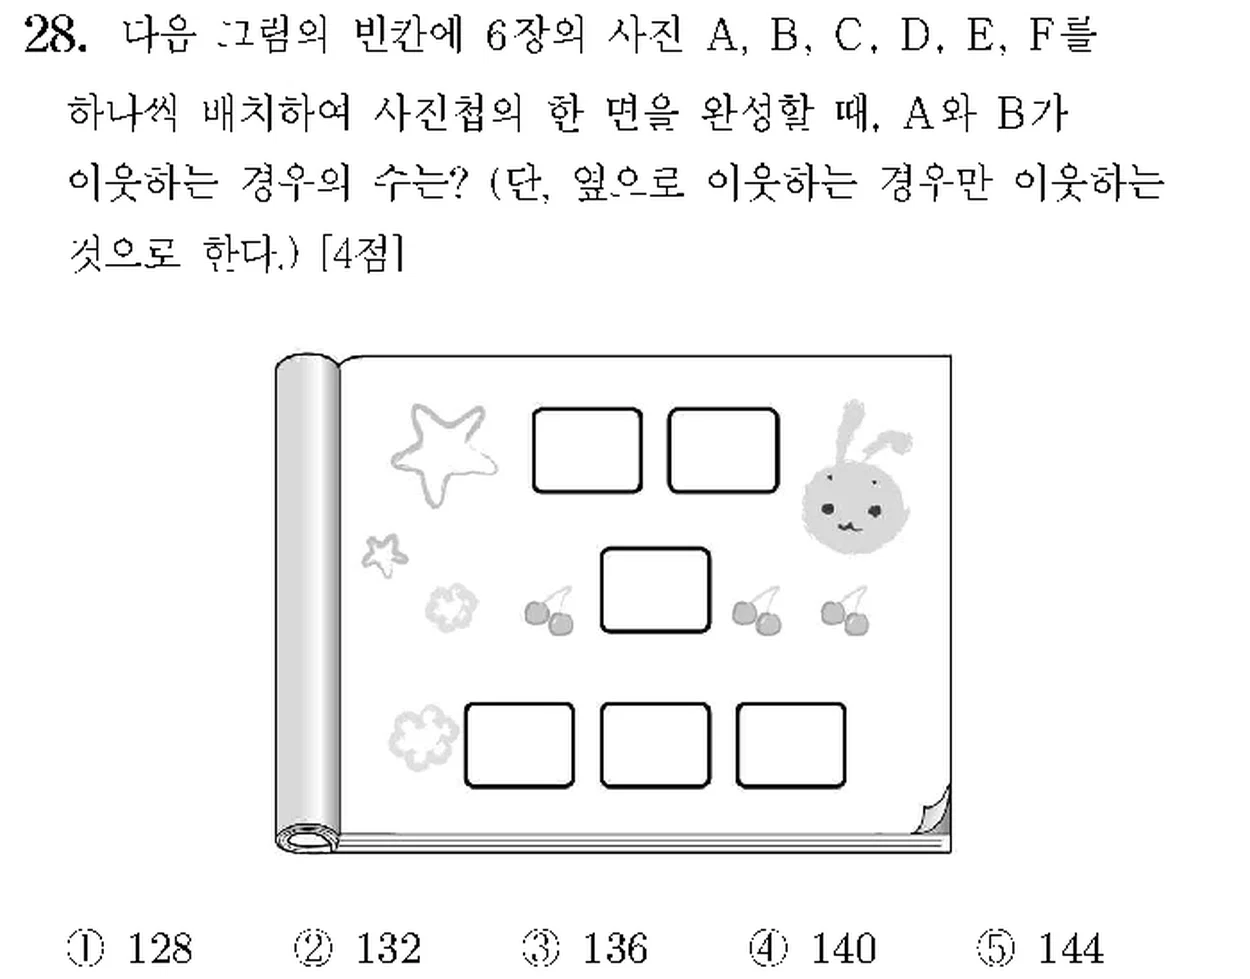 28. 다음 그림의 빈칸에 6장의 사진 A, B, C, D, E, F를
하나씩 배치하여 사진첩의 한 면을 완성할 때, A와 B가
이웃하는 경우의 수는? (단, 옆으로 이웃하는 경우만 이웃하는
것으로 한다.) [4점]
① 128 ② 132 ③ 136 ④ 140 ⑤ 144